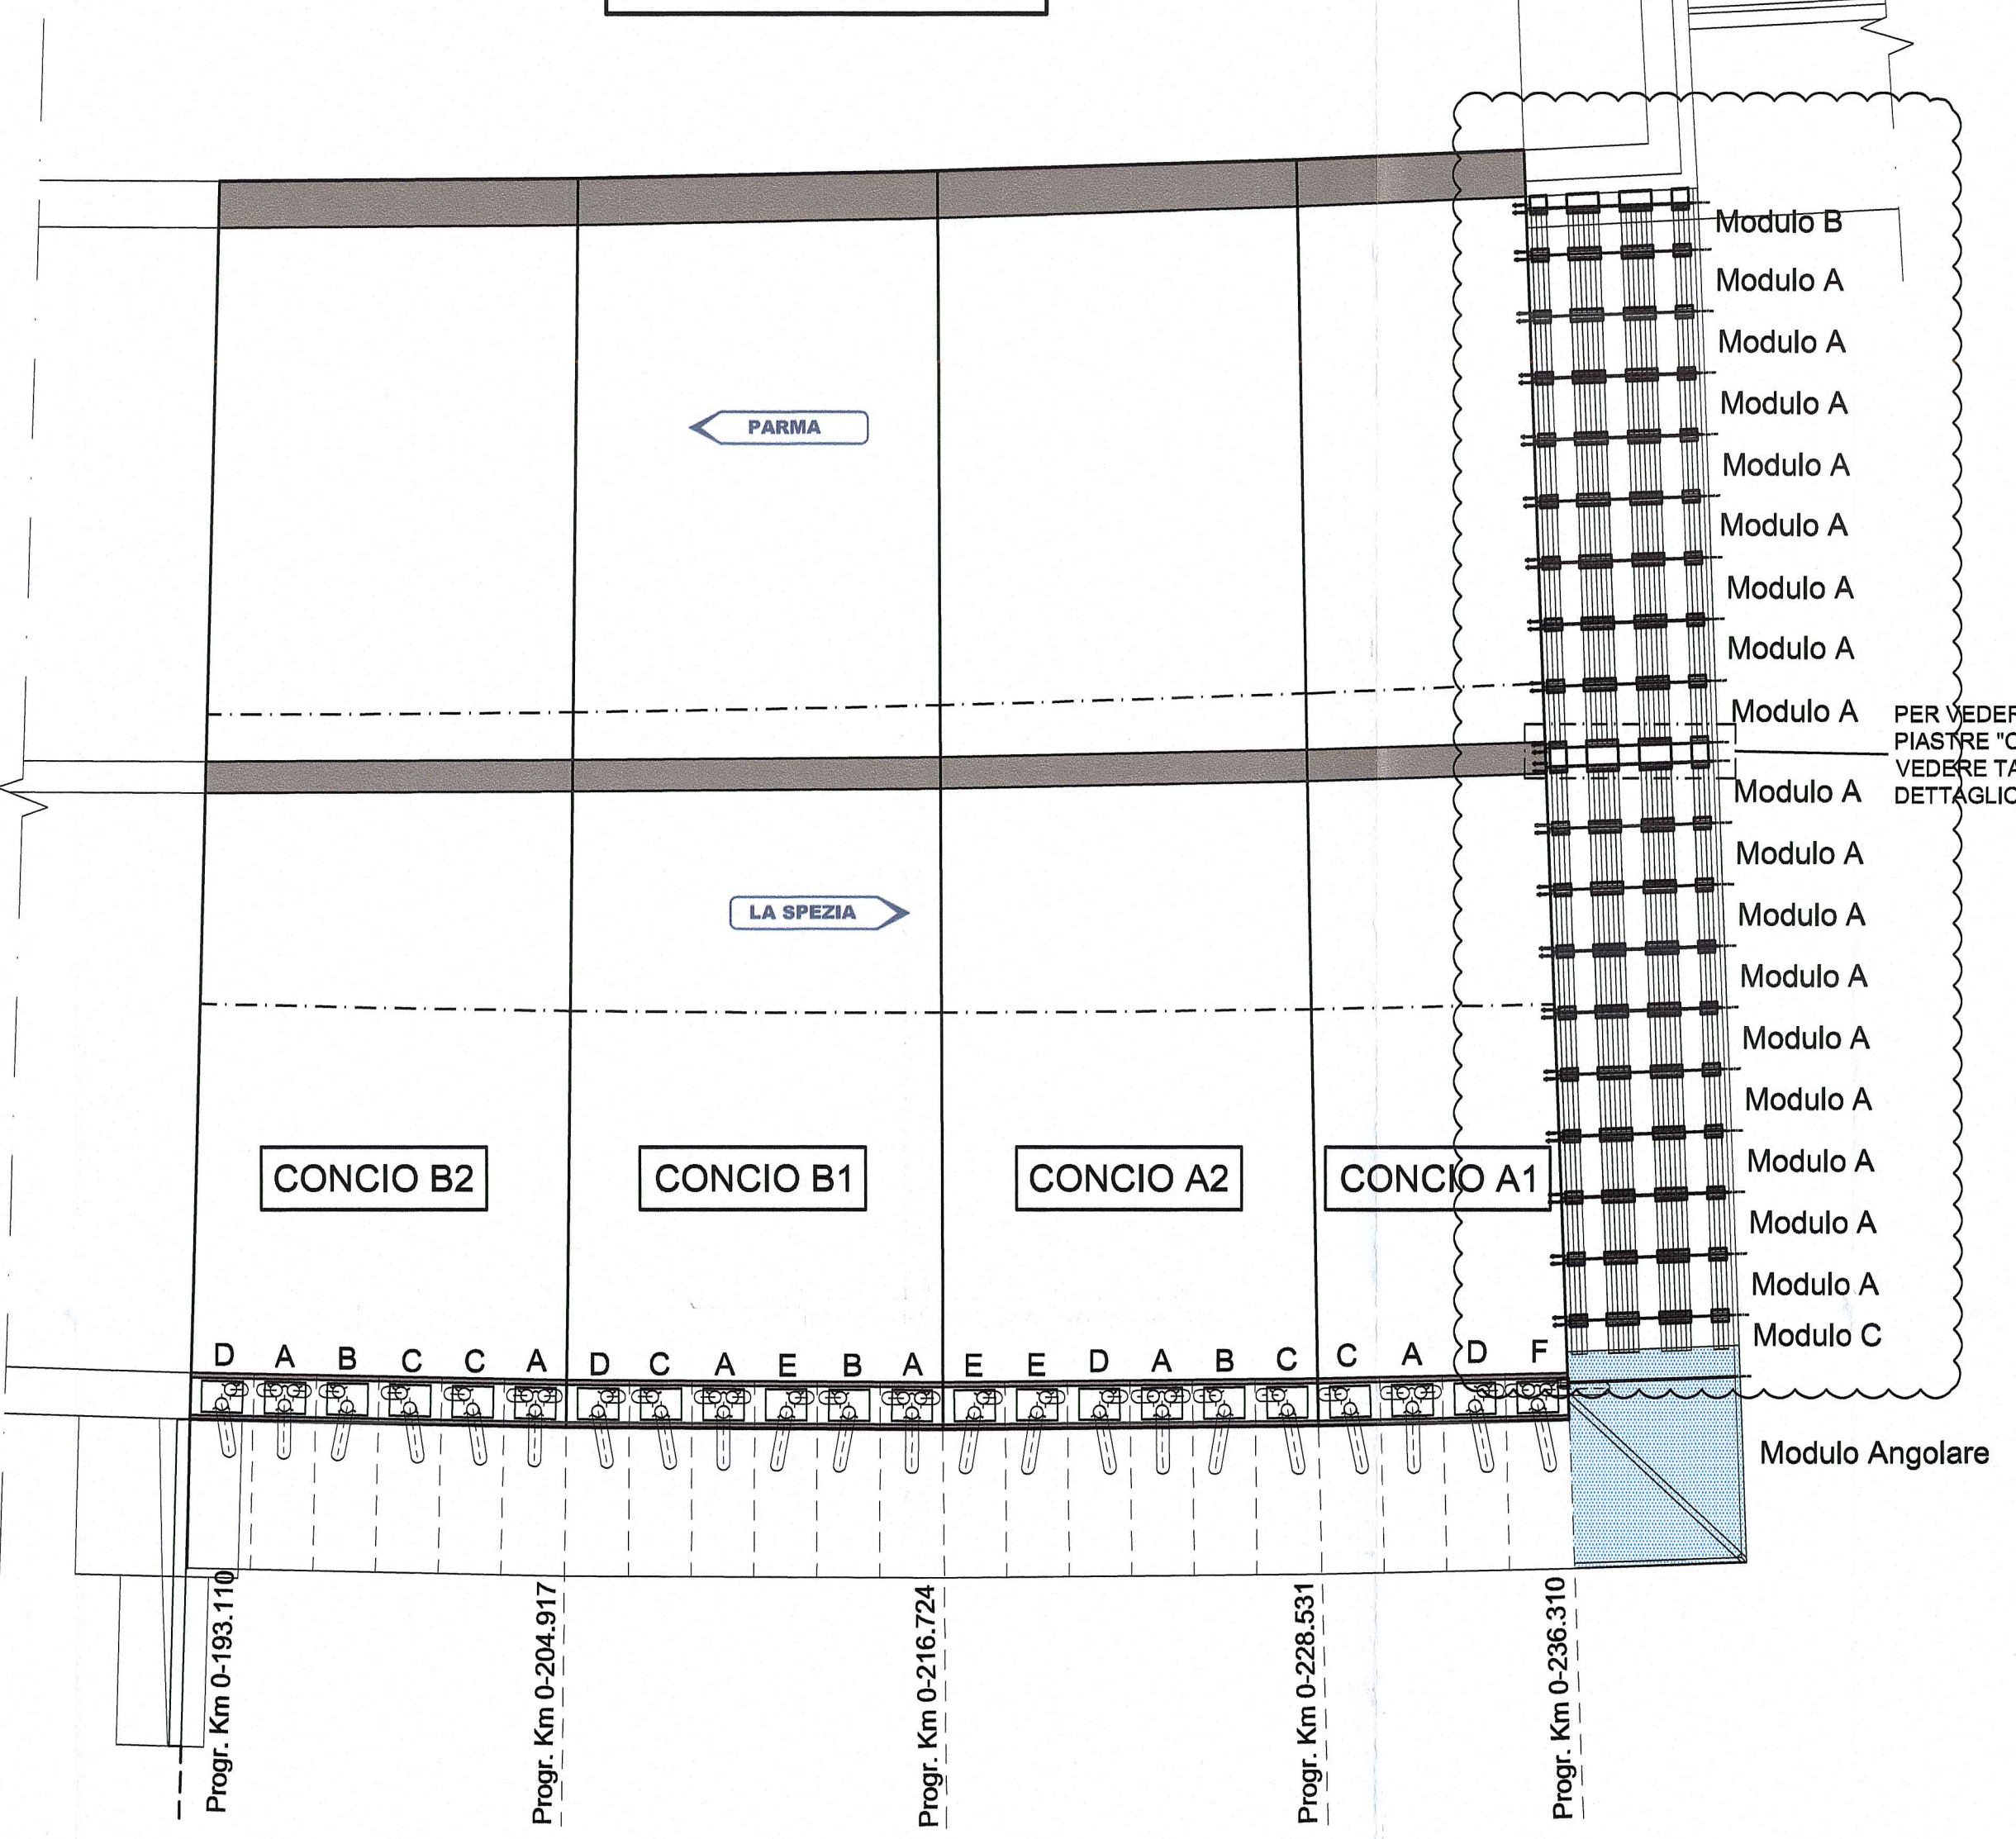 Modulo B
Modulo A
Modulo A
Modulo A
PARMA
Modulo A
Modulo A
Modulo A
Modulo A
Modulo A
PER
PIASTRE
VEDERE
Modulo A
Modulo A
LA SPEZIA
Modulo A
Modulo A
Modulo A
Modulo A
CONCIO B2
CONCIO B1
CONCIO A2
CONCIO A1
Modulo A
Modulo A
Modulo A
Modulo C
D A B C C A D C A E B A E E D A B C C A D F
Modulo Angolare
Progr. Km 0-193.110
Progr. Km 0-204.917
Progr. Km 0-216.724
Progr. Km 0-228.531
Progr. Km 0-236.310